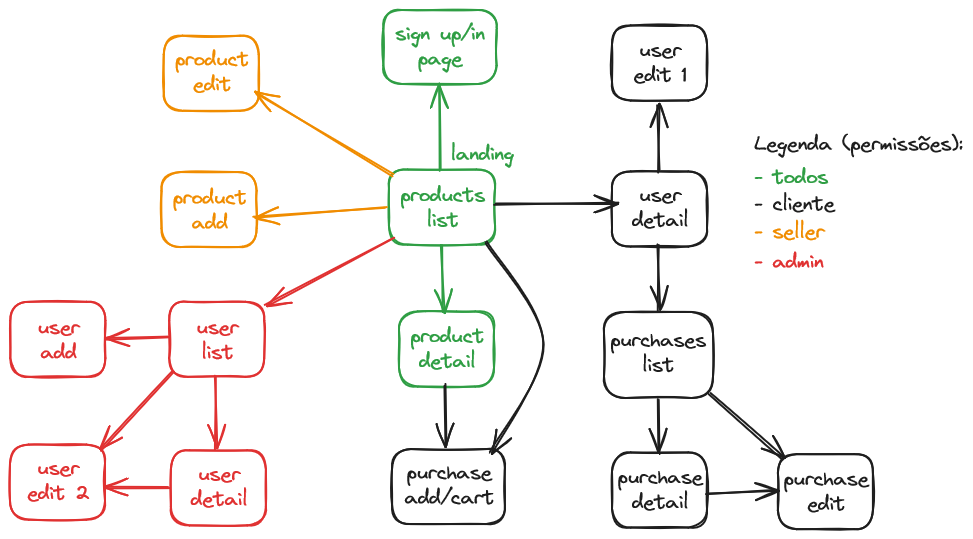 sign up/in
page
product
edit
user
edit 1
landing
Legenda (permissões):
- todos
- cliente
- seller
- admin
product
add
products
list
user
detail
user
add
user
list
product
detail
purchases
list
user
edit 2
user
detail
purchase
add/cart
purchase
detail
purchase
edit